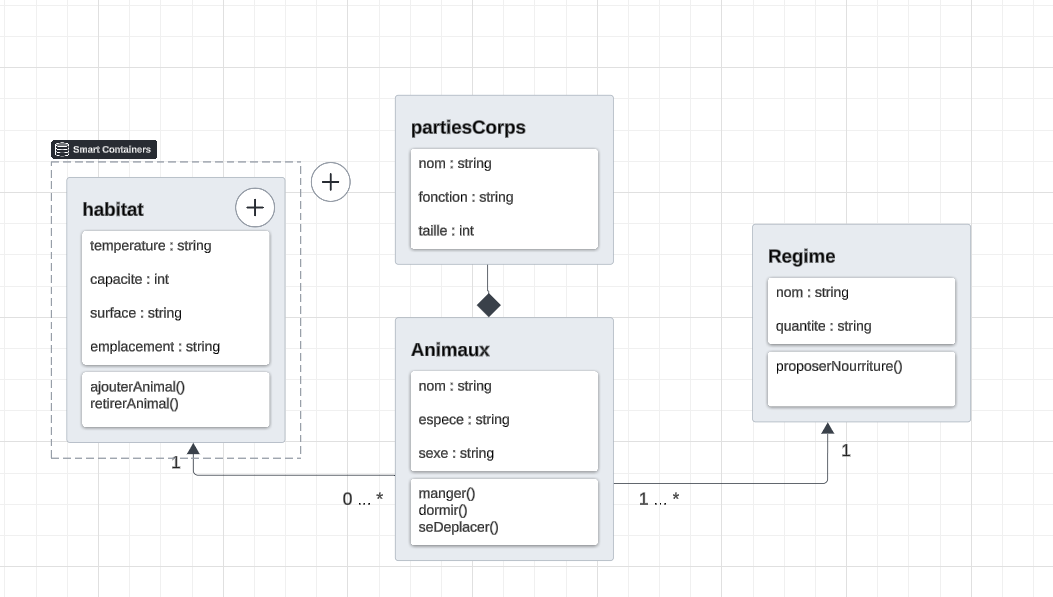 Smart Containers
habitat
temperature : string
capacite : int
surface : string
emplacement : string
ajouterAnimal()
retirerAnimal()
1
0 ... *
partiesCorps
nom : string
fonction : string
taille : int
Animaux
nom : string
espece : string
sexe : string
manger()
dormir()
seDeplacer()
1 ... *
Regime
nom : string
quantite : string
proposerNourriture()
1